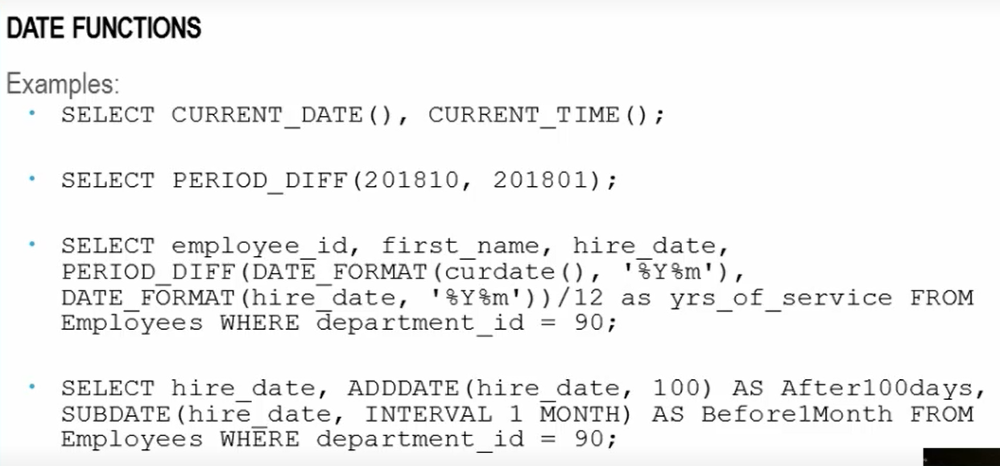 DATE FUNCTIONS
Examples:
• SELECT CURRENT_DATE(), CURRENT_TIME();
• SELECT PERIOD_DIFF(201810, 201801);
• SELECT employee_id, first_name, hire_date,
PERIOD_DIFF(DATE_FORMAT(curdate(), '%Y%m'),
DATE_FORMAT(hire_date, '%Y%m'))/12 as yrs_of_service FROM
Employees WHERE department_id = 90;
• SELECT hire_date, ADDDATE(hire_date, 100) AS After100days,
SUBDATE(hire_date, INTERVAL 1 MONTH) AS Before1Month FROM
Employees WHERE department_id = 90;